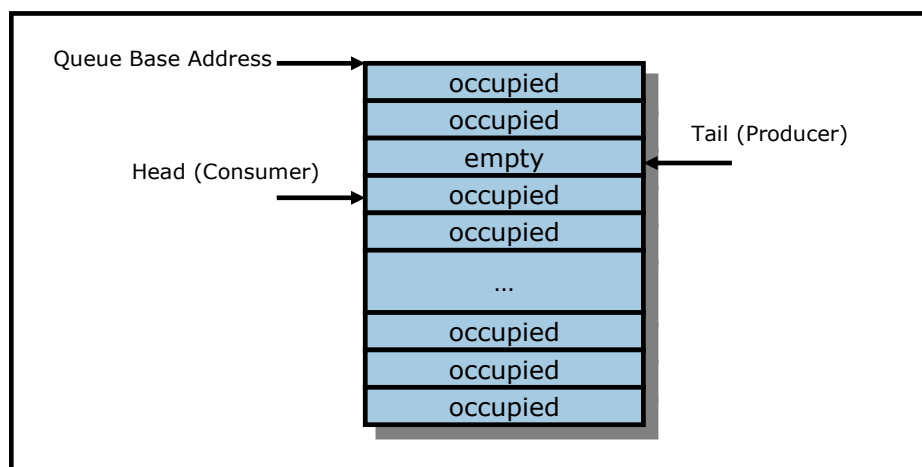 Queue Base Address
occupied
occupied
Tail (Producer)
empty
Head (Consumer)
occupied
occupied
...
occupied
occupied
occupied